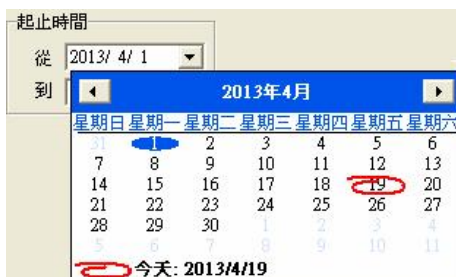 起止時間
從 2013/ 4/ 1
到
2013年4月
星期日 星期一 星期二 星期三 星期四 星期五 星期六
31 1 2 3 4 5 6
7 8 9 10 11 12 13
14 15 16 17 18 19 20
21 22 23 24 25 26 27
28 29 30 1 2 3 4
5 6 7 8 9 10 11
今天: 2013/4/19